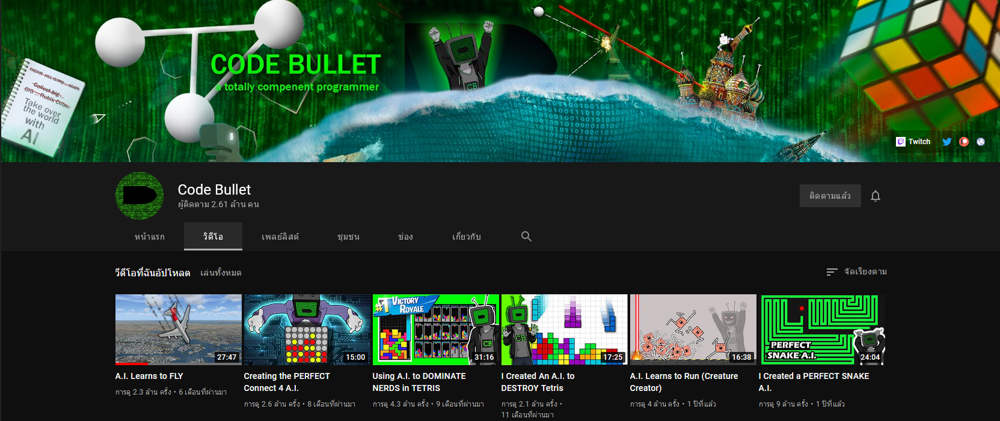 CREATE HILL CLIMB AGAIN
Collect big...
BIG ... Rubik Cube
Take over
the world
with
AI
CODE BULLET
a totally compenent programmer
CB
Twitch
Code Bullet
ผู้ติดตาม 2.61 ล้าน คน
ติดตามแล้ว
หน้าแรก
วิดีโอ
เพลย์ลิสต์
ชุมชน
ช่อง
เกี่ยวกับ
วิดีโอที่ฉันอัปโหลด
เล่นทั้งหมด
จัดเรียงตาม
27:47
A.I. Learns to FLY
การดู 2.3 ล้าน ครั้ง • 6 เดือนที่ผ่านมา
15:00
Creating the PERFECT
Connect 4 A.I.
การดู 2.6 ล้าน ครั้ง • 8 เดือนที่ผ่านมา
#1 VICTORY
ROYALE
CB
31:16
Using A.I. to DOMINATE
NERDS in TETRIS
การดู 4.3 ล้าน ครั้ง • 9 เดือนที่ผ่านมา
CB
17:25
I Created An A.I. to
DESTROY Tetris
การดู 2.1 ล้าน ครั้ง •
11 เดือนที่ผ่านมา
16:38
A.I. Learns to Run (Creature
Creator)
การดู 4 ล้าน ครั้ง • 1 ปีที่แล้ว
PERFECT
SNAKE A.I.
24:04
I Created a PERFECT SNAKE
A.I.
การดู 9 ล้าน ครั้ง • 1 ปีที่แล้ว